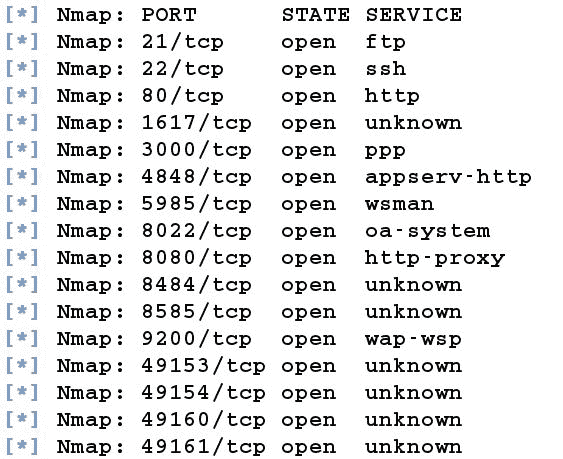 [*] Nmap: PORT      STATE SERVICE
[*] Nmap: 21/tcp    open  ftp
[*] Nmap: 22/tcp    open  ssh
[*] Nmap: 80/tcp    open  http
[*] Nmap: 1617/tcp  open  unknown
[*] Nmap: 3000/tcp  open  ppp
[*] Nmap: 4848/tcp  open  appserv-http
[*] Nmap: 5985/tcp  open  wsman
[*] Nmap: 8022/tcp  open  oa-system
[*] Nmap: 8080/tcp  open  http-proxy
[*] Nmap: 8484/tcp  open  unknown
[*] Nmap: 8585/tcp  open  unknown
[*] Nmap: 9200/tcp  open  wap-wsp
[*] Nmap: 49153/tcp open  unknown
[*] Nmap: 49154/tcp open  unknown
[*] Nmap: 49160/tcp open  unknown
[*] Nmap: 49161/tcp open  unknown